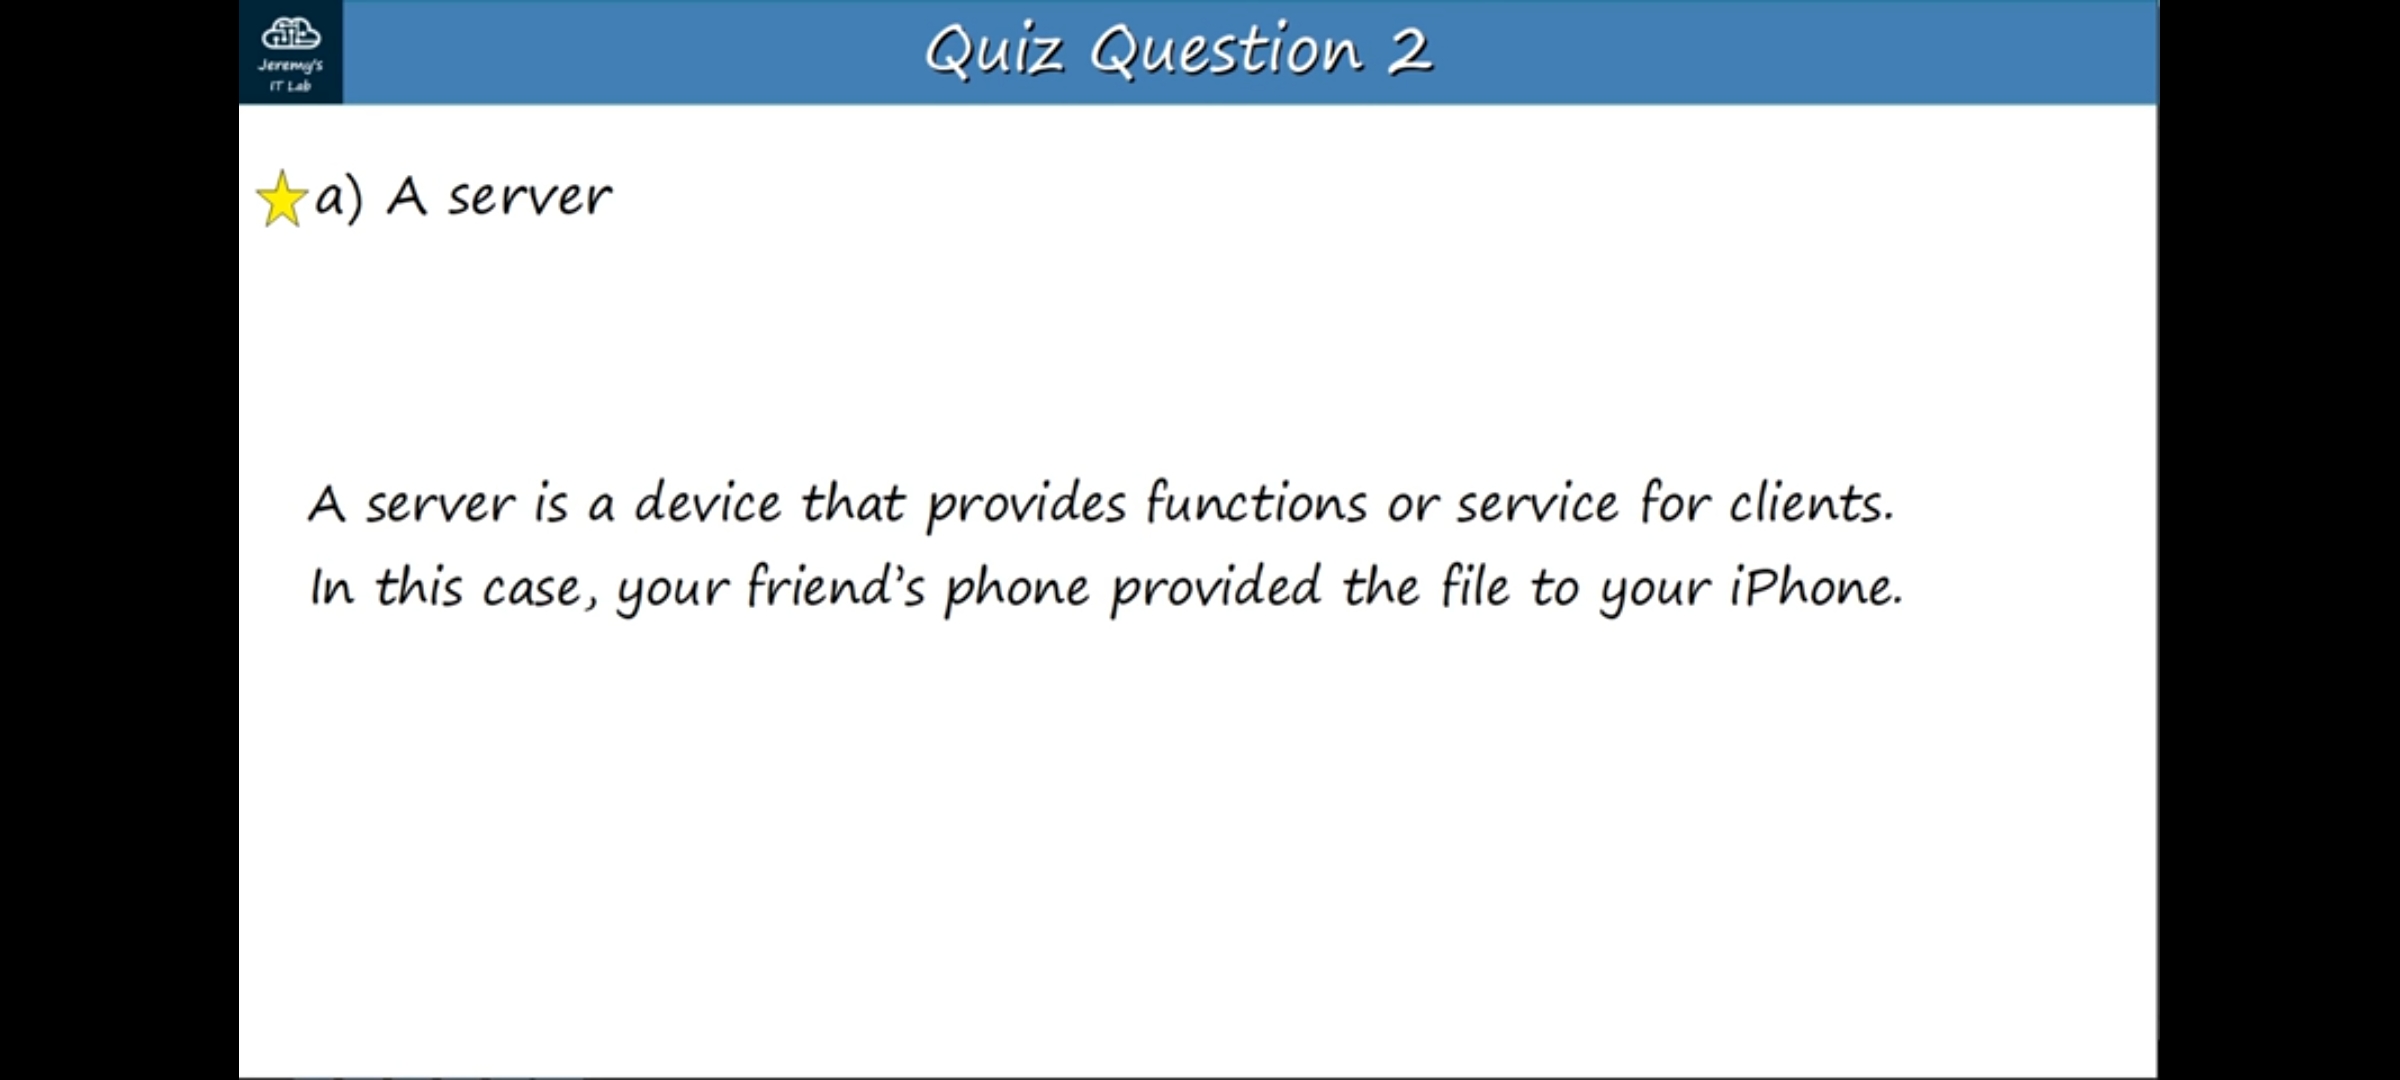 Jeremy's
IT Lab
Quiz Question 2
a) A server
A server is a device that provides functions or service for clients.
In this case, your friend's phone provided the file to your iPhone.